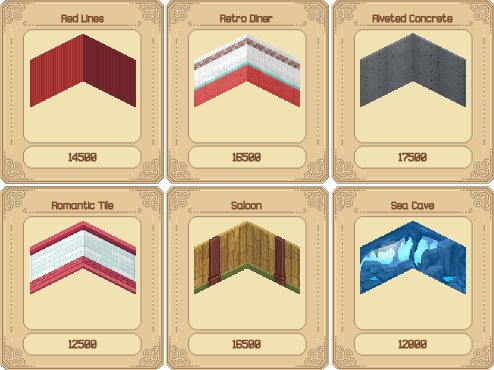 Red Lines
Retro Diner
Riveted Concrete
14500
16500
17500
Romantic Tile
Saloon
Sea Cave
12500
16500
12000